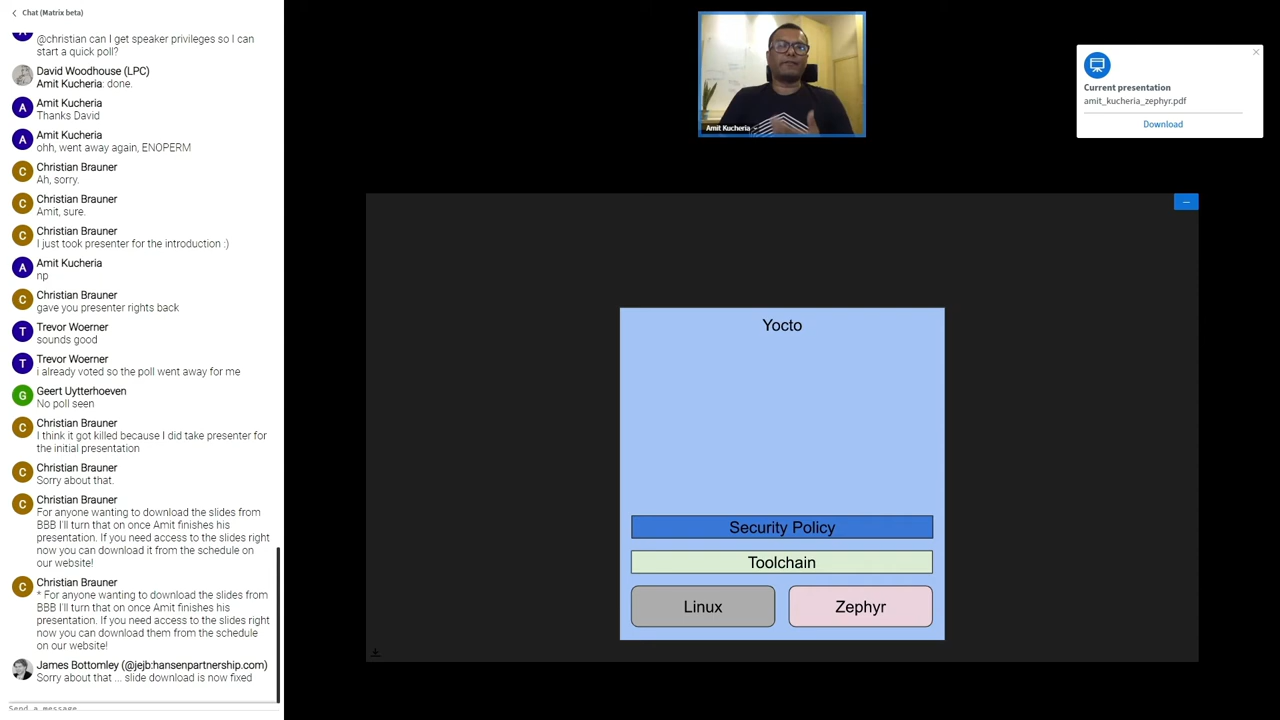 Chat (Matrix beta)
@christian can I get speaker privileges so I can
start a quick poll?
David Woodhouse (LPC)
Amit Kucheria: done.
A
Amit Kucheria
Thanks David
A
Amit Kucheria
ohh, went away again, ENOPERM
C
Christian Brauner
Ah, sorry.
C
Christian Brauner
Amit, sure.
C
Christian Brauner
I just took presenter for the introduction :)
A
Amit Kucheria
np
C
Christian Brauner
gave you presenter rights back
T
Trevor Woerner
sounds good
T
Trevor Woerner
i already voted so the poll went away for me
G
Geert Uytterhoeven
No poll seen
C
Christian Brauner
I think it got killed because I did take presenter for
the initial presentation
C
Christian Brauner
Sorry about that.
C
Christian Brauner
For anyone wanting to download the slides from
BBB I'll turn that on once Amit finishes his
presentation. If you need access to the slides right
now you can download it from the schedule on
our website!
C
Christian Brauner
* For anyone wanting to download the slides from
BBB I'll turn that on once Amit finishes his
presentation. If you need access to the slides right
now you can download them from the schedule
on our website!
James Bottomley (@jejb:hansenpartnership.com)
Sorry about that ... slide download is now fixed
Send a message
Amit Kucheria
Current presentation
amit_kucheria_zephyr.pdf
Download
Yocto
Security Policy
Toolchain
Linux
Zephyr